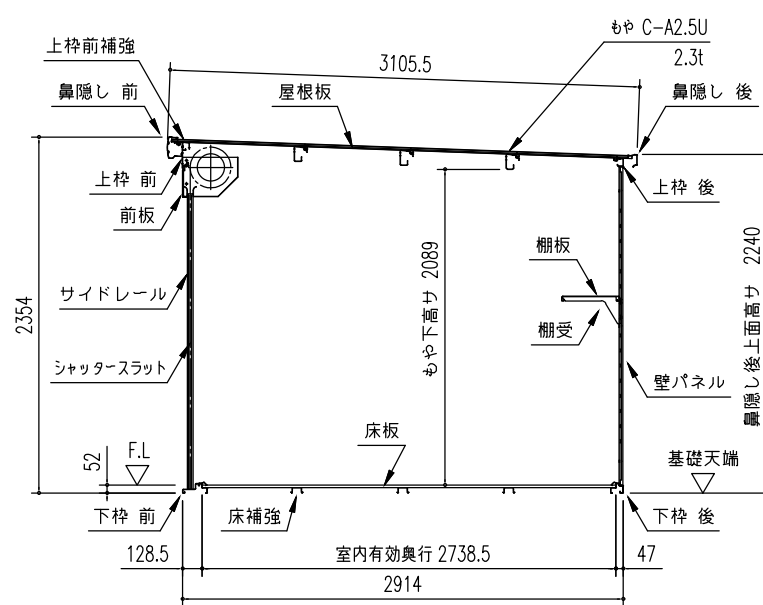 もや C-A2.5U
2.3t
上枠前補強
3105.5
鼻隠し 前
屋根板
鼻隠し 後
上枠 前
上枠 後
前板
2354
サイドレール
シャッタースラット
もや下高サ 2089
棚板
棚受
鼻隠し後上面高サ 2240
壁パネル
床板
52
F.L
基礎天端
下枠 前
床補強
下枠 後
128.5
室内有効奥行 2738.5
47
2914